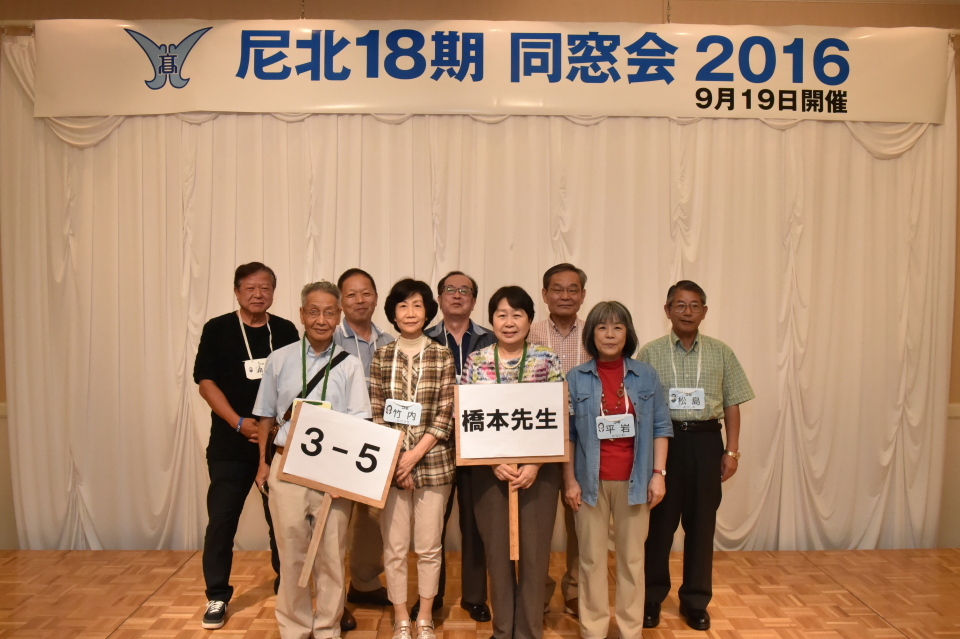 尼北18期 同窓会 2016
9月19日開催
高
3-5
橋本先生
竹内
平岩
松島